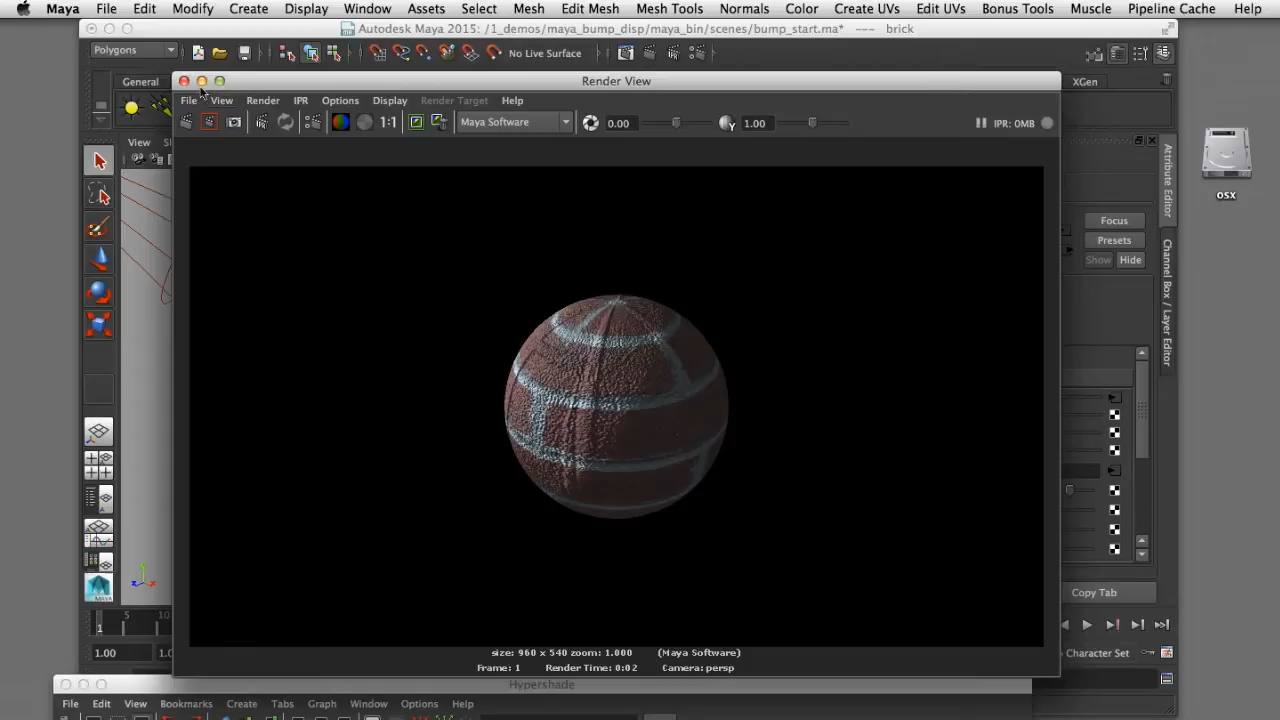 Maya File Edit Modify Create Display Window Assets Select Mesh Edit Mesh Mesh Tools Normals Color Create UVs Edit UVs Bonus Tools Muscle Pipeline Cache Help
Autodesk Maya 2015: /1_demos/maya_bump_disp/maya_bin/scenes/bump_start.ma* --- brick
Polygons
No Live Surface
General
Render View
XGen
File View Render IPR Options Display Render Target Help
1:1
Maya Software
0.00
1.00
IPR: 0MB
View
Attribute Editor
Channel Box / Layer Editor
osx
Focus
Presets
Show
Hide
MAYA
Copy Tab
5
10
1
1.00
Character Set
size: 960 x 540 zoom: 1.000 (Maya Software)
Frame: 1 Render Time: 0:02 Camera: persp
Hypershade
File Edit View Bookmarks Create Tabs Graph Window Options Help